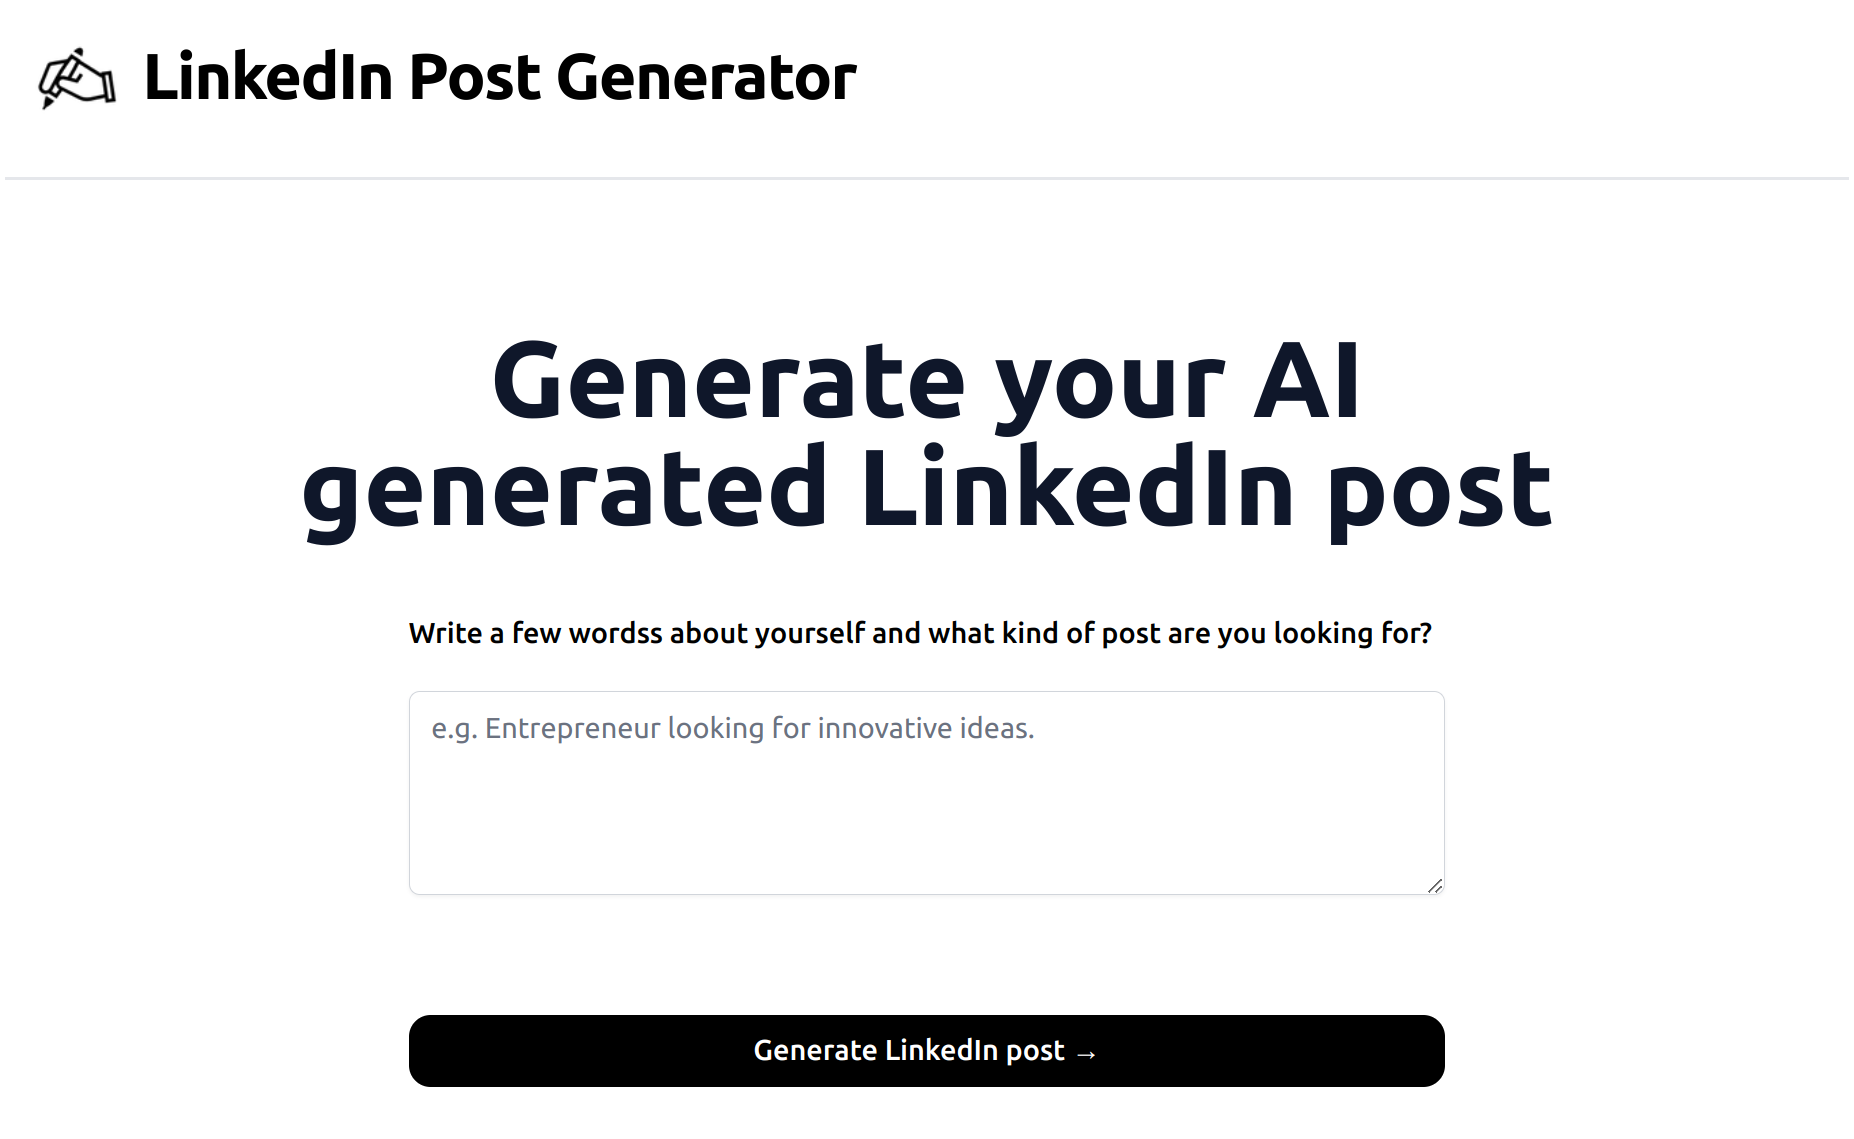 LinkedIn Post Generator
Generate your AI
generated LinkedIn post
Write a few wordss about yourself and what kind of post are you looking for?
e.g. Entrepreneur looking for innovative ideas.
Generate LinkedIn post →